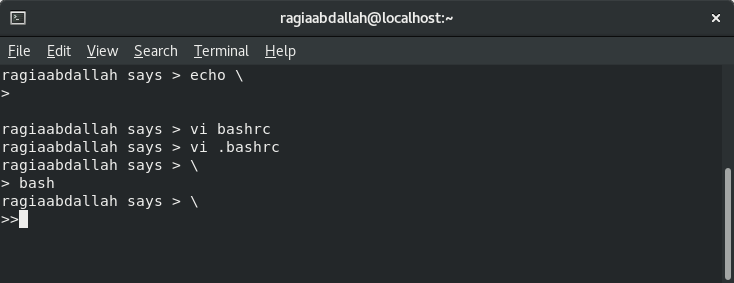 ragiaabdallah@localhost:~
File Edit View Search Terminal Help
ragiaabdallah says > echo \
>
ragiaabdallah says > vi bashrc
ragiaabdallah says > vi .bashrc
ragiaabdallah says > \
> bash
ragiaabdallah says > \
>>